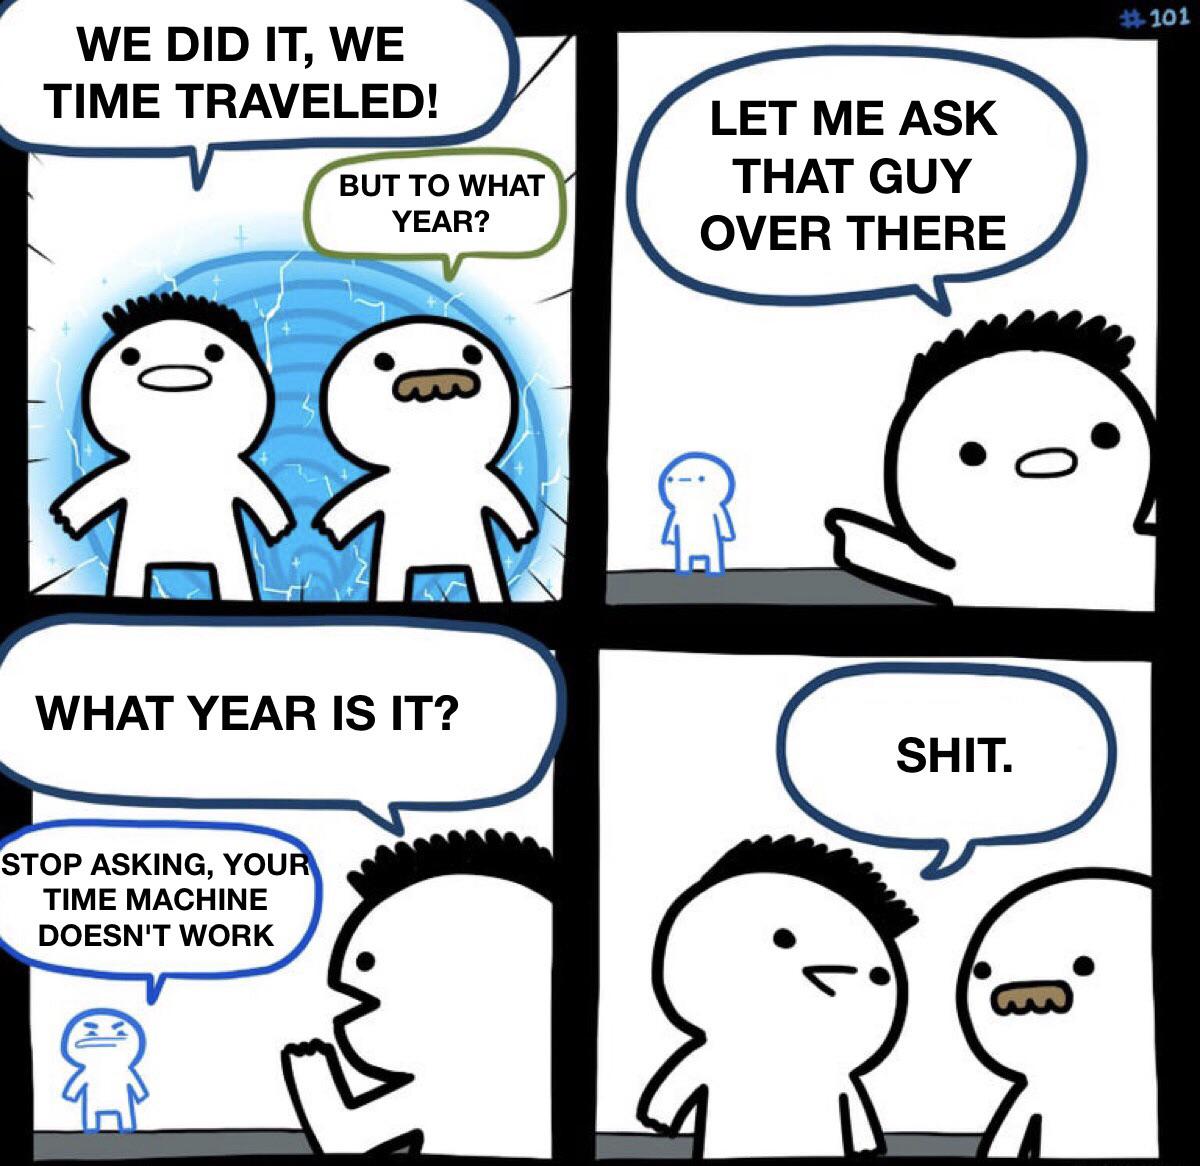 WE DID IT, WE
TIME TRAVELED!
BUT TO WHAT
YEAR?
#101
LET ME ASK
THAT GUY
OVER THERE
WHAT YEAR IS IT?
STOP ASKING, YOUR
TIME MACHINE
DOESN'T WORK
SHIT.